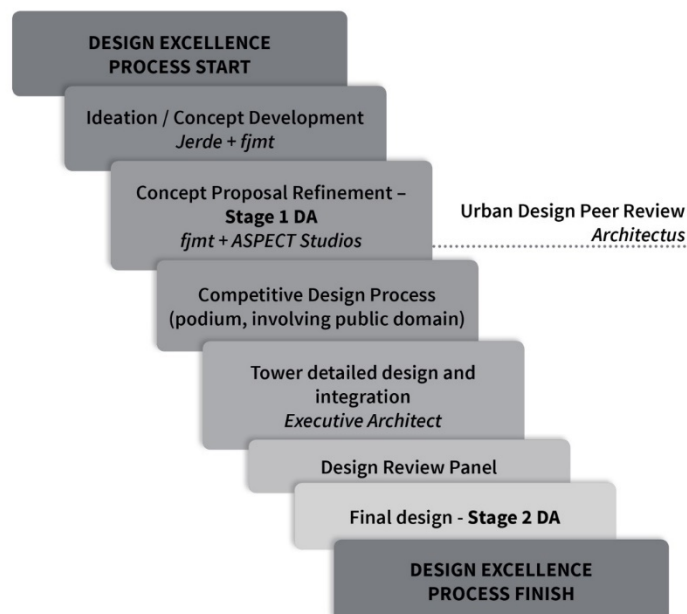 DESIGN EXCELLENCE
PROCESS START
Ideation / Concept Development
Jerde + fjmt
Concept Proposal Refinement –
Stage 1 DA
fjmt + ASPECT Studios
Urban Design Peer Review
Architectus
Competitive Design Process
(podium, involving public domain)
Tower detailed design and
integration
Executive Architect
Design Review Panel
Final design - Stage 2 DA
DESIGN EXCELLENCE
PROCESS FINISH